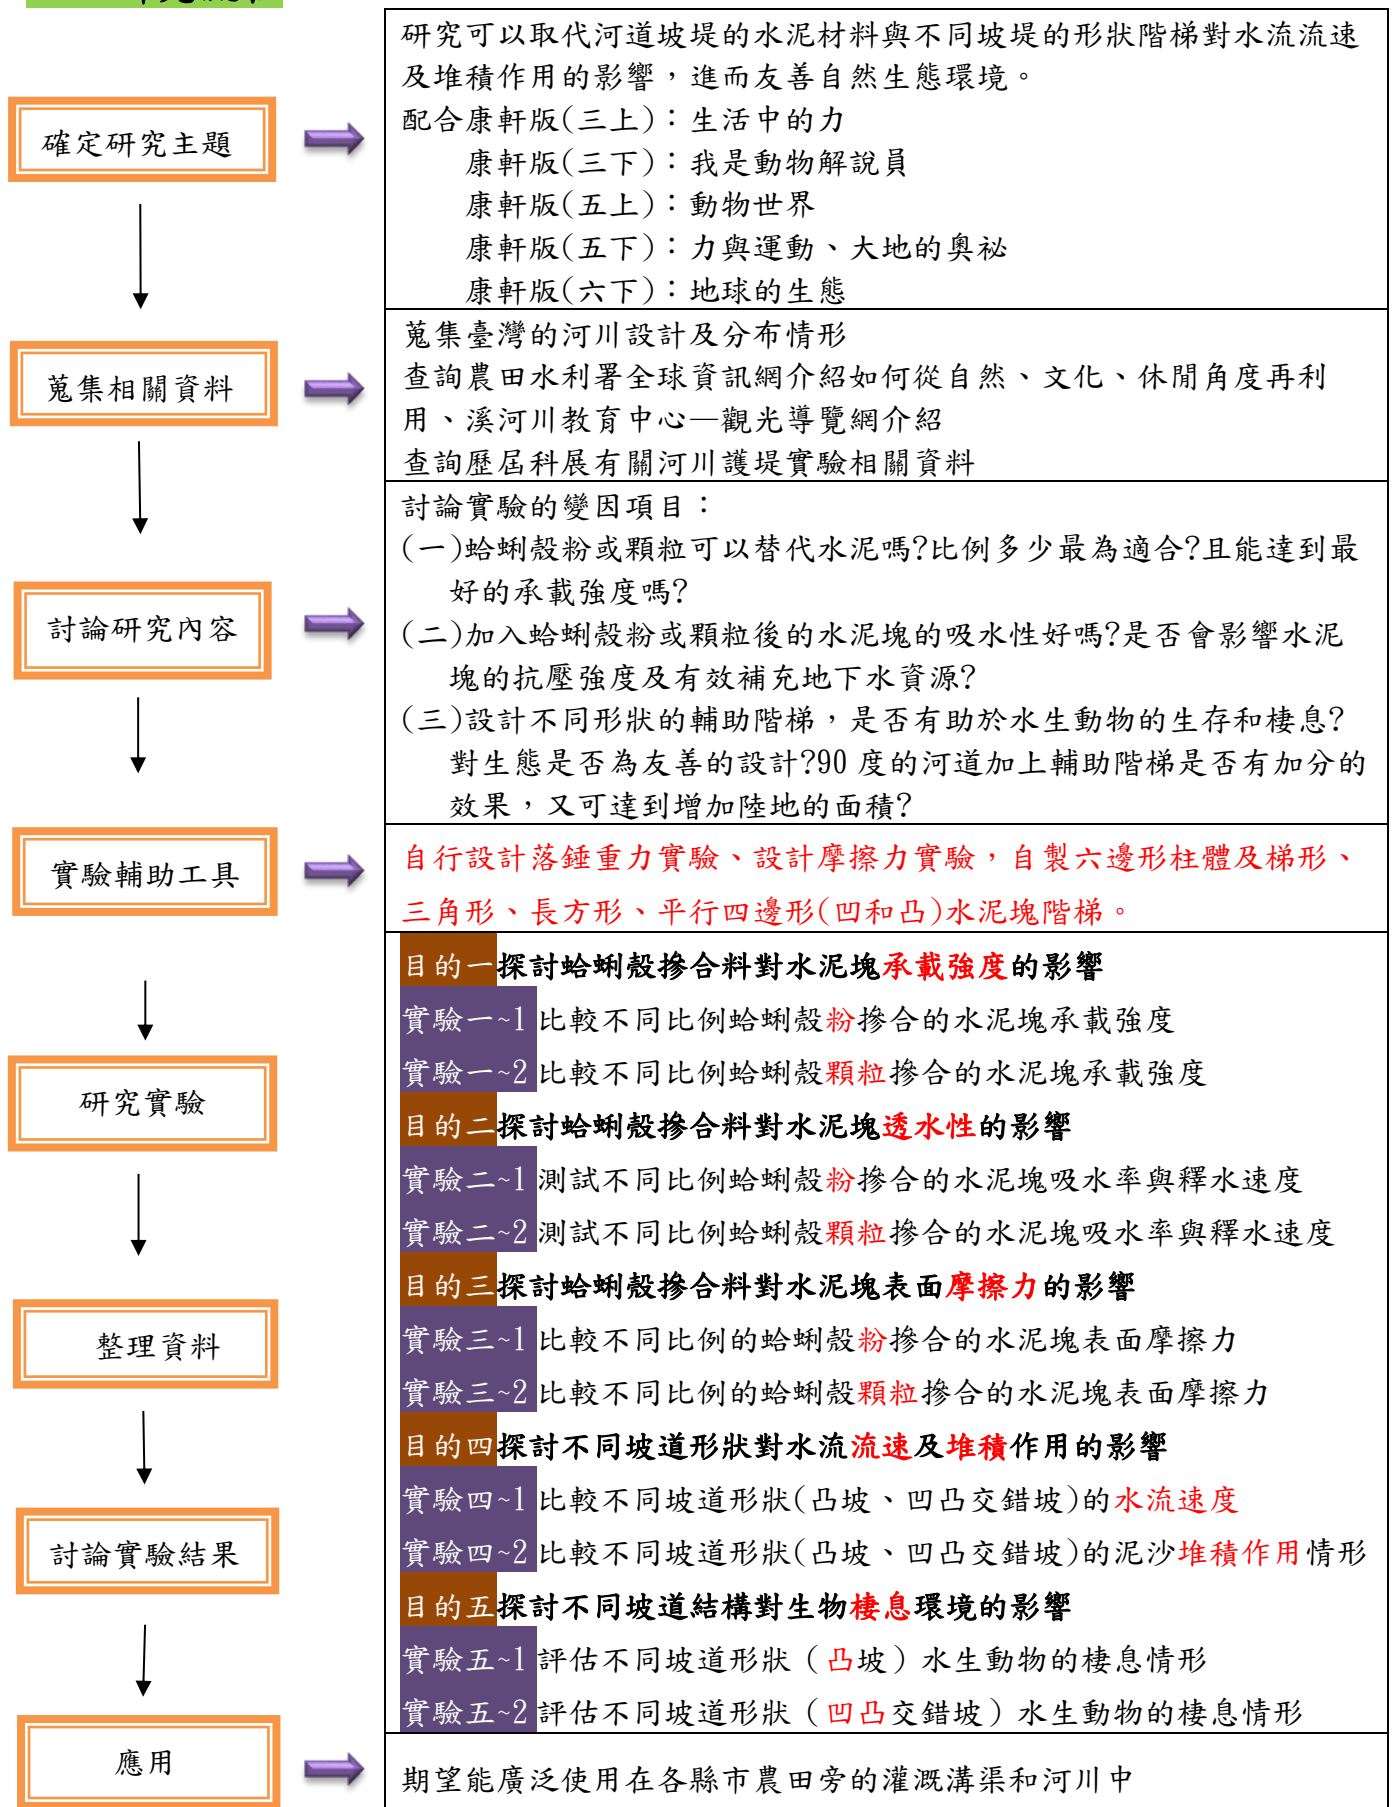 確定研究主題
研究可以取代河道坡堤的水泥材料與不同坡堤的形狀階梯對水流流速
及堆積作用的影響，進而友善自然生態環境。
配合康軒版(三上)：生活中的力
康軒版(三下)：我是動物解說員
康軒版(五上)：動物世界
康軒版(五下)：力與運動、大地的奧祕
康軒版(六下)：地球的生態
蒐集相關資料
蒐集臺灣的河川設計及分布情形
查詢農田水利署全球資訊網介紹如何從自然、文化、休閒角度再利
用、溪河川教育中心—觀光導覽網介紹
查詢歷屆科展有關河川護堤實驗相關資料
討論研究內容
討論實驗的變因項目：
(一)蛤蜊殼粉或顆粒可以替代水泥嗎?比例多少最為適合?且能達到最
好的承載強度嗎?
(二)加入蛤蜊殼粉或顆粒後的水泥塊的吸水性好嗎?是否會影響水泥
塊的抗壓強度及有效補充地下水資源?
(三)設計不同形狀的輔助階梯，是否有助於水生動物的生存和棲息?
對生態是否為友善的設計?90 度的河道加上輔助階梯是否有加分的
效果，又可達到增加陸地的面積?
實驗輔助工具
自行設計落錘重力實驗、設計摩擦力實驗，自製六邊形柱體及梯形、
三角形、長方形、平行四邊形(凹和凸)水泥塊階梯。
研究實驗
整理資料
討論實驗結果
目的一探討蛤蜊殼摻合料對水泥塊承載強度的影響
實驗一~1 比較不同比例蛤蜊殼粉摻合的水泥塊承載強度
實驗一~2 比較不同比例蛤蜊殼顆粒摻合的水泥塊承載強度
目的二探討蛤蜊殼摻合料對水泥塊透水性的影響
實驗二~1 測試不同比例蛤蜊殼粉摻合的水泥塊吸水率與釋水速度
實驗二~2 測試不同比例蛤蜊殼顆粒摻合的水泥塊吸水率與釋水速度
目的三探討蛤蜊殼摻合料對水泥塊表面摩擦力的影響
實驗三~1 比較不同比例的蛤蜊殼粉摻合的水泥塊表面摩擦力
實驗三~2 比較不同比例的蛤蜊殼顆粒摻合的水泥塊表面摩擦力
目的四探討不同坡道形狀對水流流速及堆積作用的影響
實驗四~1 比較不同坡道形狀(凸坡、凹凸交錯坡)的水流速度
實驗四~2 比較不同坡道形狀(凸坡、凹凸交錯坡)的泥沙堆積作用情形
目的五探討不同坡道結構對生物棲息環境的影響
實驗五~1 評估不同坡道形狀（凸坡）水生動物的棲息情形
實驗五~2 評估不同坡道形狀（凹凸交錯坡）水生動物的棲息情形
應用
期望能廣泛使用在各縣市農田旁的灌溉溝渠和河川中